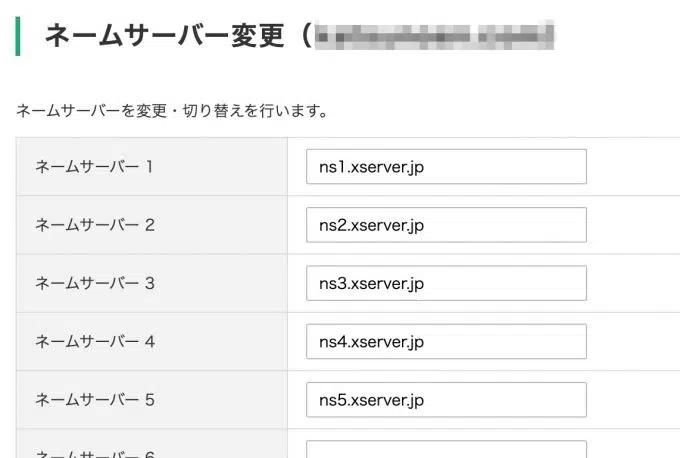 ネームサーバー変更（
ネームサーバーを変更・切り替えを行います。
ネームサーバー 1
ns1.xserver.jp
ネームサーバー 2
ns2.xserver.jp
ネームサーバー 3
ns3.xserver.jp
ネームサーバー 4
ns4.xserver.jp
ネームサーバー 5
ns5.xserver.jp
ネームサーバー 6